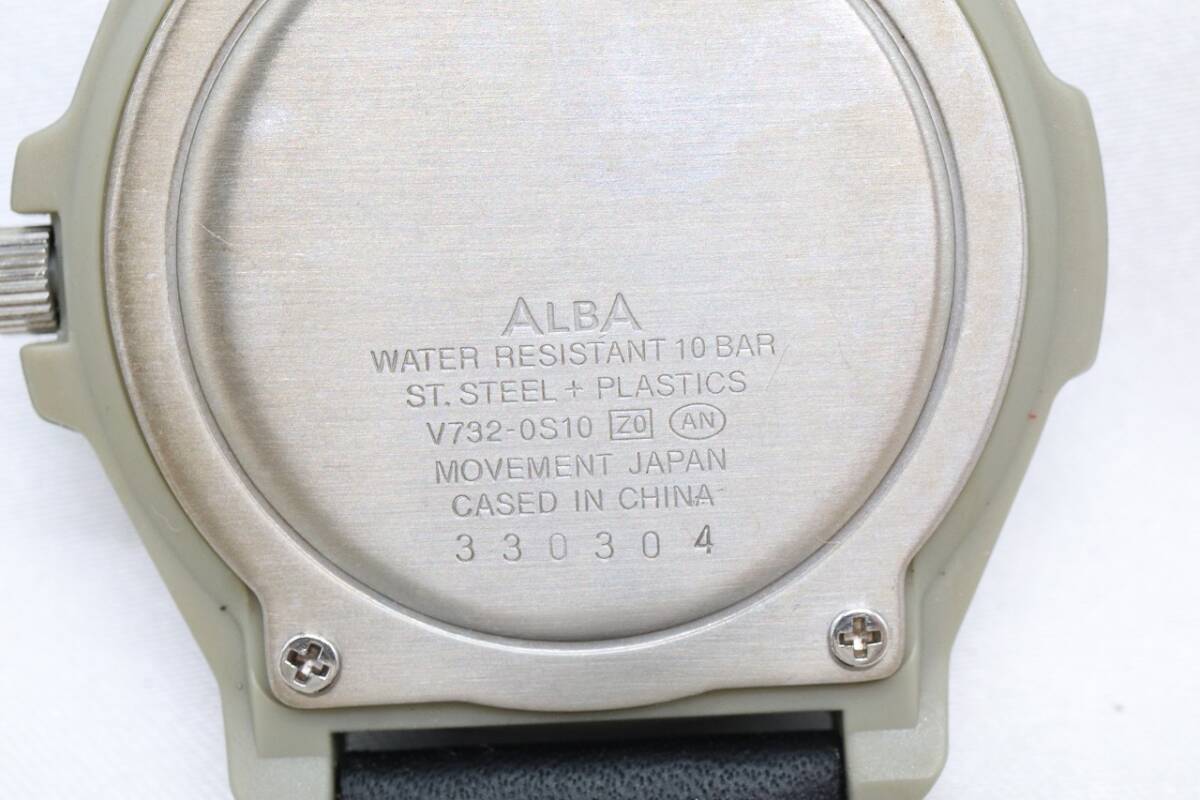 ALBA
WATER RESISTANT 10 BAR
ST. STEEL + PLASTICS
V732-0S10 Z0 AN
MOVEMENT JAPAN
CASED IN CHINA
330304